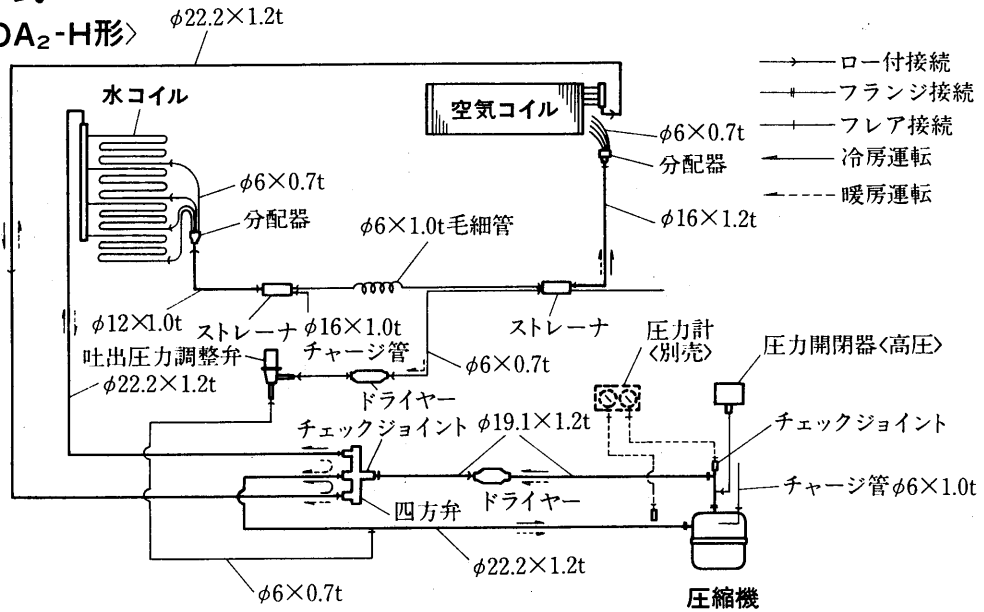 DA₂-H形〉
φ22.2×1.2t
水コイル
空気コイル
ロー付接続
フランジ接続
フレア接続
冷房運転
暖房運転
φ6×0.7t
分配器
φ6×0.7t
分配器
φ16×1.2t
φ6×1.0t毛細管
φ12×1.0t
ストレーナ
φ16×1.0t
チャージ管
ストレーナ
φ6×0.7t
吐出圧力調整弁
φ22.2×1.2t
ドライヤー
圧力計
〈別売〉
圧力開閉器〈高圧〉
チェックジョイント
φ19.1×1.2t
チェックジョイント
ドライヤー
四方弁
チャージ管φ6×1.0t
φ22.2×1.2t
φ6×0.7t
圧縮機